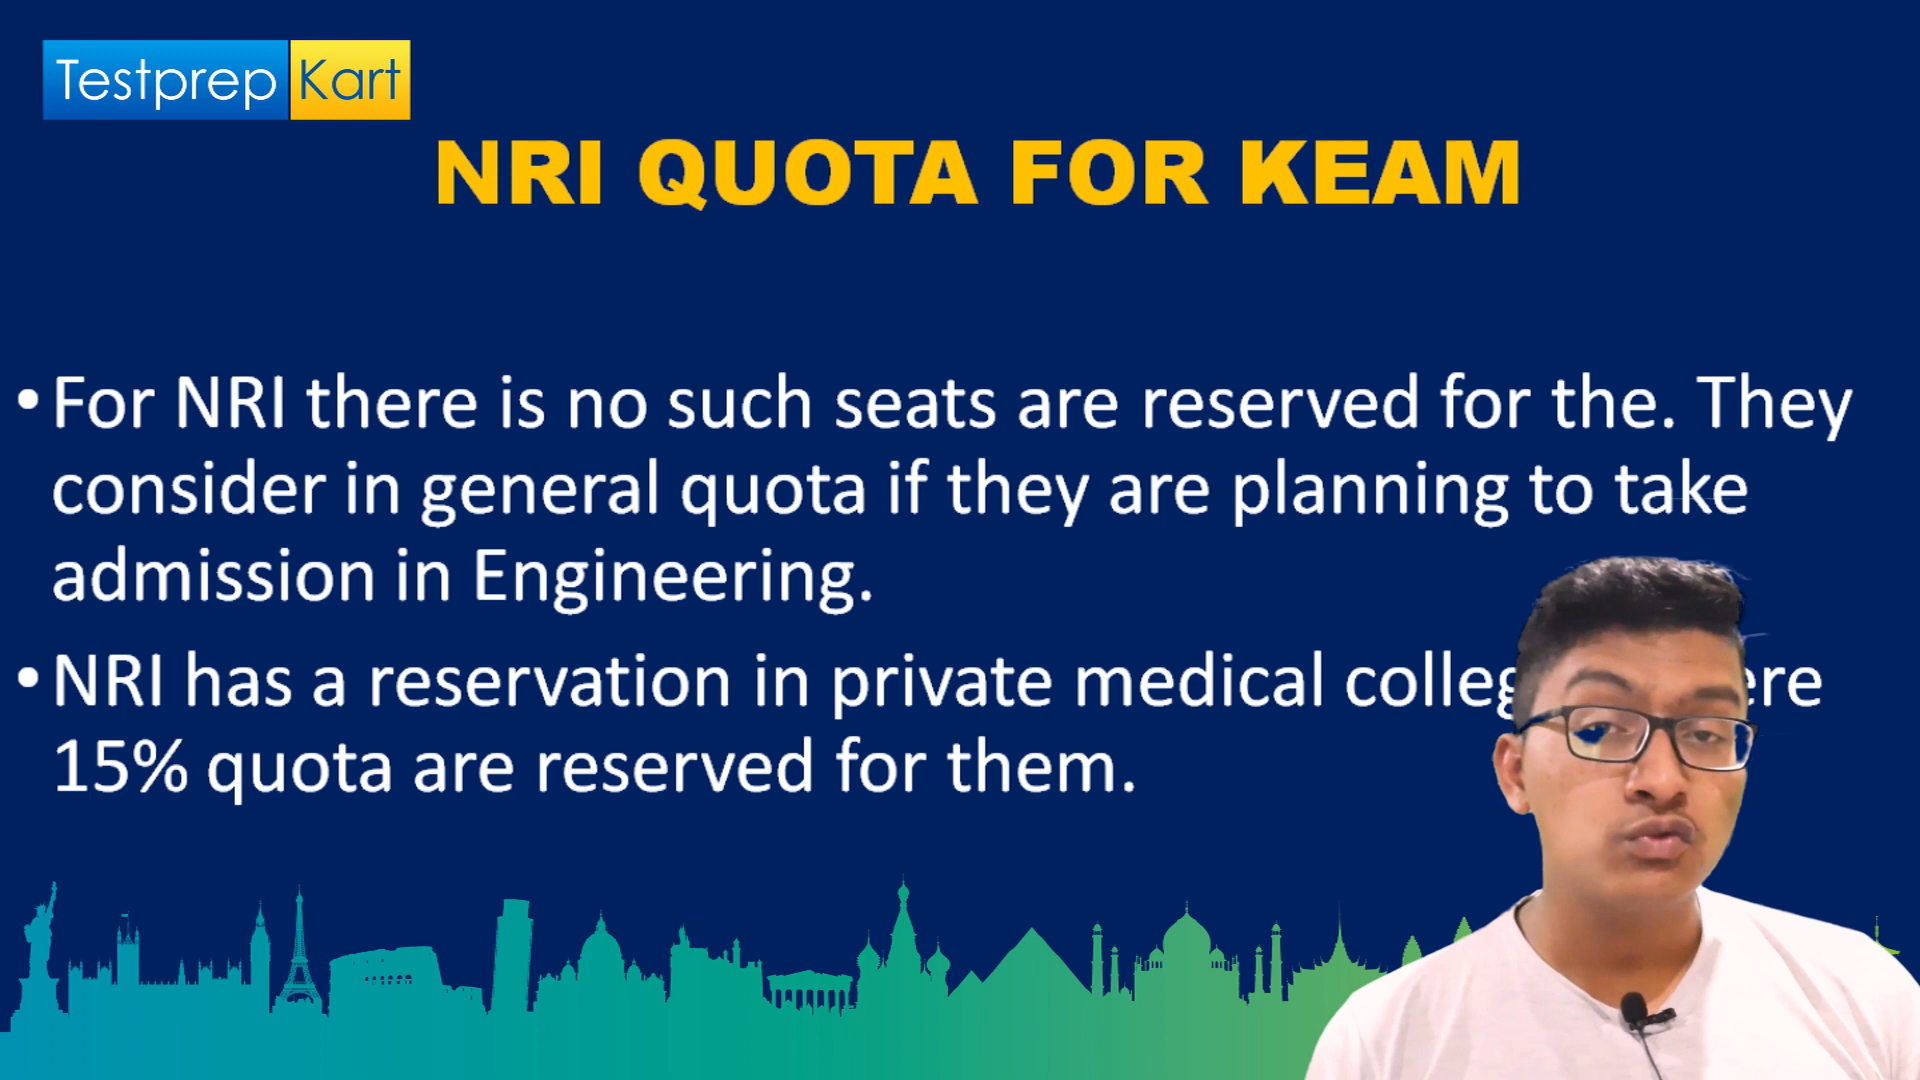 Testprep Kart
NRI QUOTA FOR KEAM
• For NRI there is no such seats are reserved for the. They
consider in general quota if they are planning to take
admission in Engineering.
• NRI has a reservation in private medical
15% quota are reserved for them.